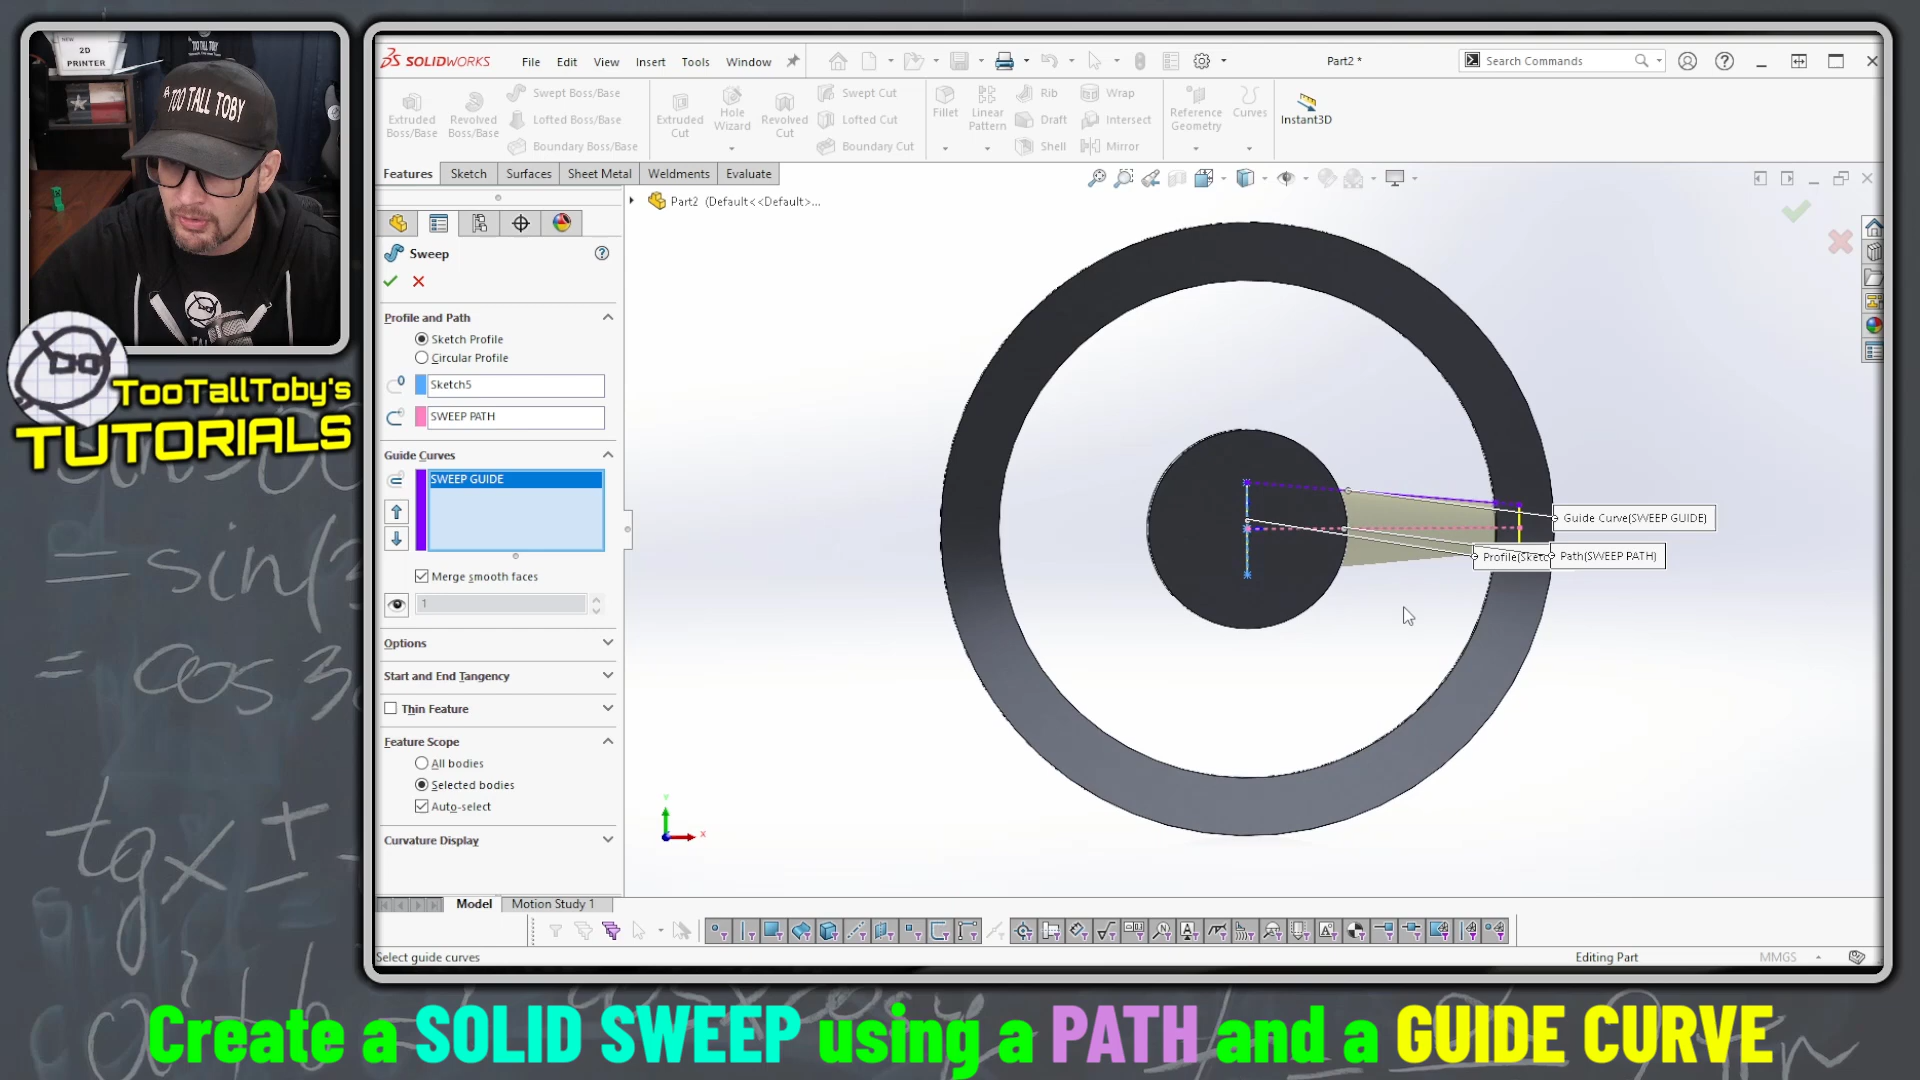 NEW
2D
PRINTER
TOO TALL TOBY
TOO TALL TOBY
TooTallToby's
TUTORIALS
SOLIDWORKS
File
Edit
View
Insert
Tools
Window
Part2 *
Search Commands
Extruded Boss/Base
Revolved Boss/Base
Swept Boss/Base
Lofted Boss/Base
Boundary Boss/Base
Extruded Cut
Hole Wizard
Revolved Cut
Swept Cut
Lofted Cut
Boundary Cut
Fillet
Linear Pattern
Rib
Draft
Shell
Wrap
Intersect
Mirror
Reference Geometry
Curves
Instant3D
Features
Sketch
Surfaces
Sheet Metal
Weldments
Evaluate
Part2 (Default<<Default>...
Sweep
Profile and Path
Sketch Profile
Circular Profile
Sketch5
SWEEP PATH
Guide Curves
SWEEP GUIDE
Merge smooth faces
1
Options
Start and End Tangency
Thin Feature
Feature Scope
All bodies
Selected bodies
Auto-select
Curvature Display
Guide Curve(SWEEP GUIDE)
Profile(Sketc
Path(SWEEP PATH)
Y
X
Model
Motion Study 1
Select guide curves
Editing Part
MMGS
Create a SOLID SWEEP using a PATH and a GUIDE CURVE